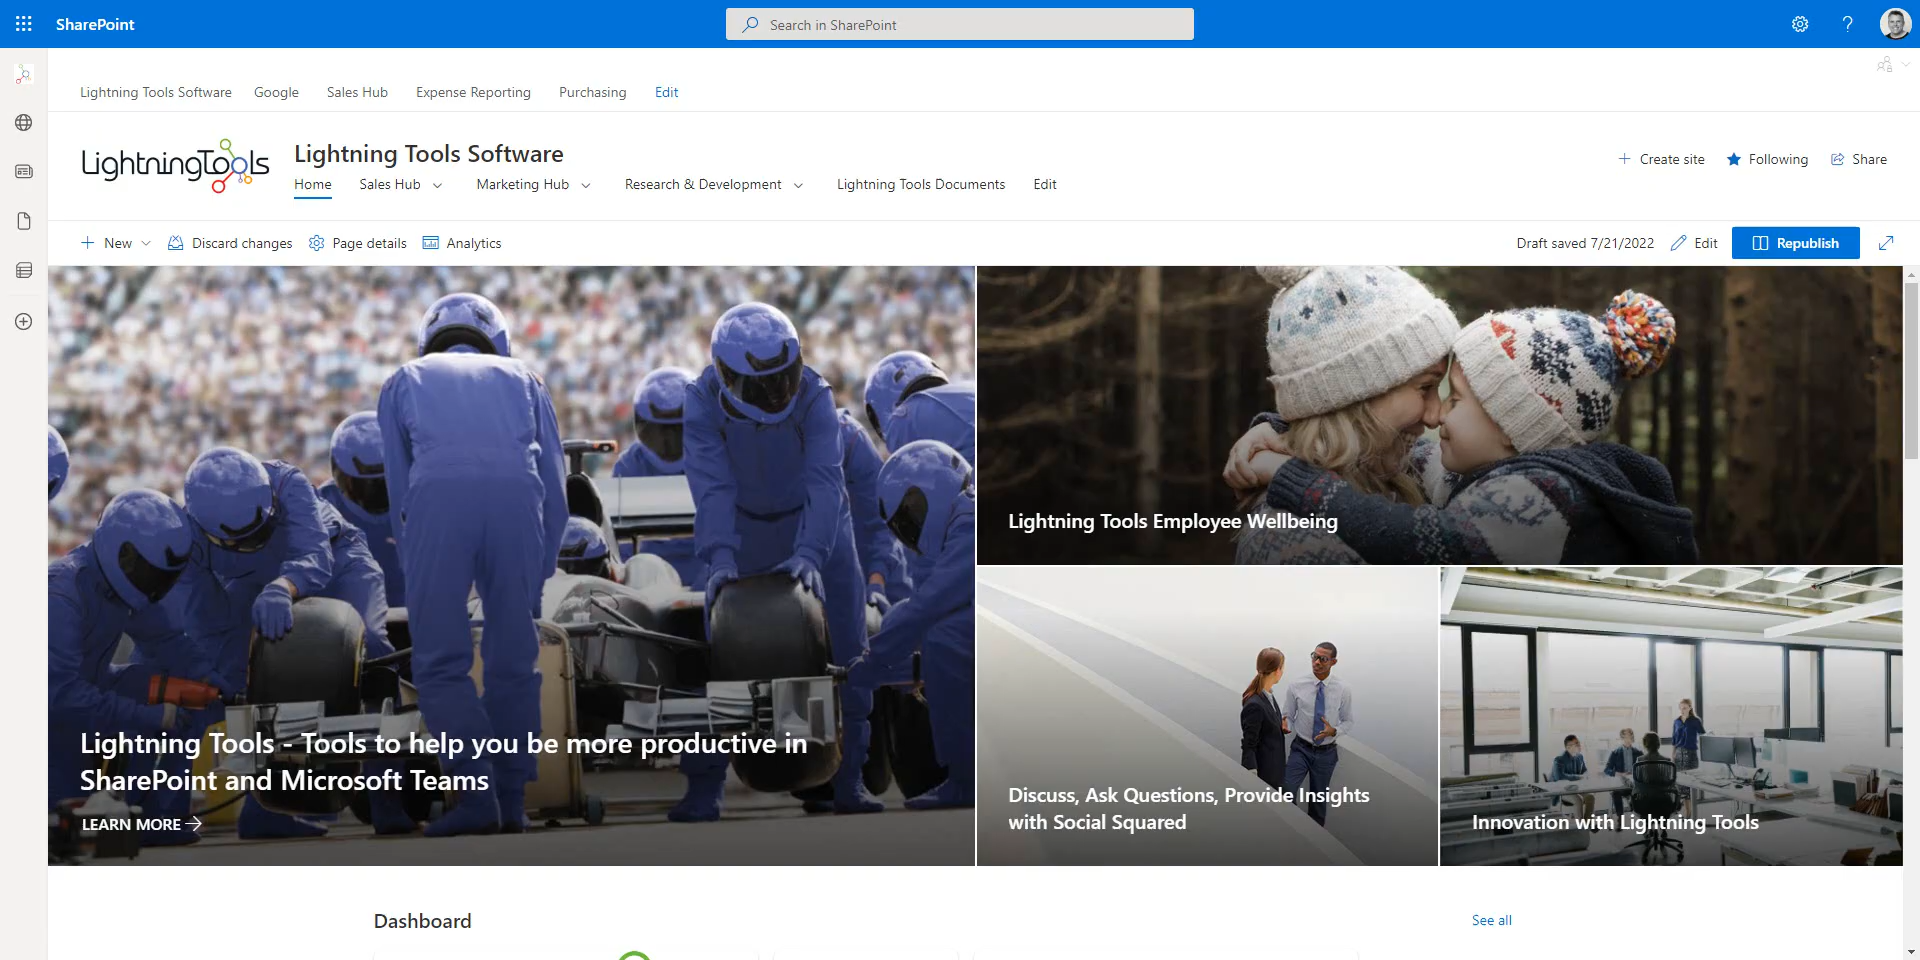 SharePoint
Search in SharePoint
Lightning Tools Software
Google
Sales Hub
Expense Reporting
Purchasing
Edit
LightningTools
Lightning Tools Software
Create site
Following
Share
Home
Sales Hub
Marketing Hub
Research & Development
Lightning Tools Documents
Edit
New
Discard changes
Page details
Analytics
Draft saved 7/21/2022
Edit
Republish
Lightning Tools - Tools to help you be more productive in
SharePoint and Microsoft Teams
LEARN MORE
Lightning Tools Employee Wellbeing
Discuss, Ask Questions, Provide Insights
with Social Squared
Innovation with Lightning Tools
Dashboard
See all